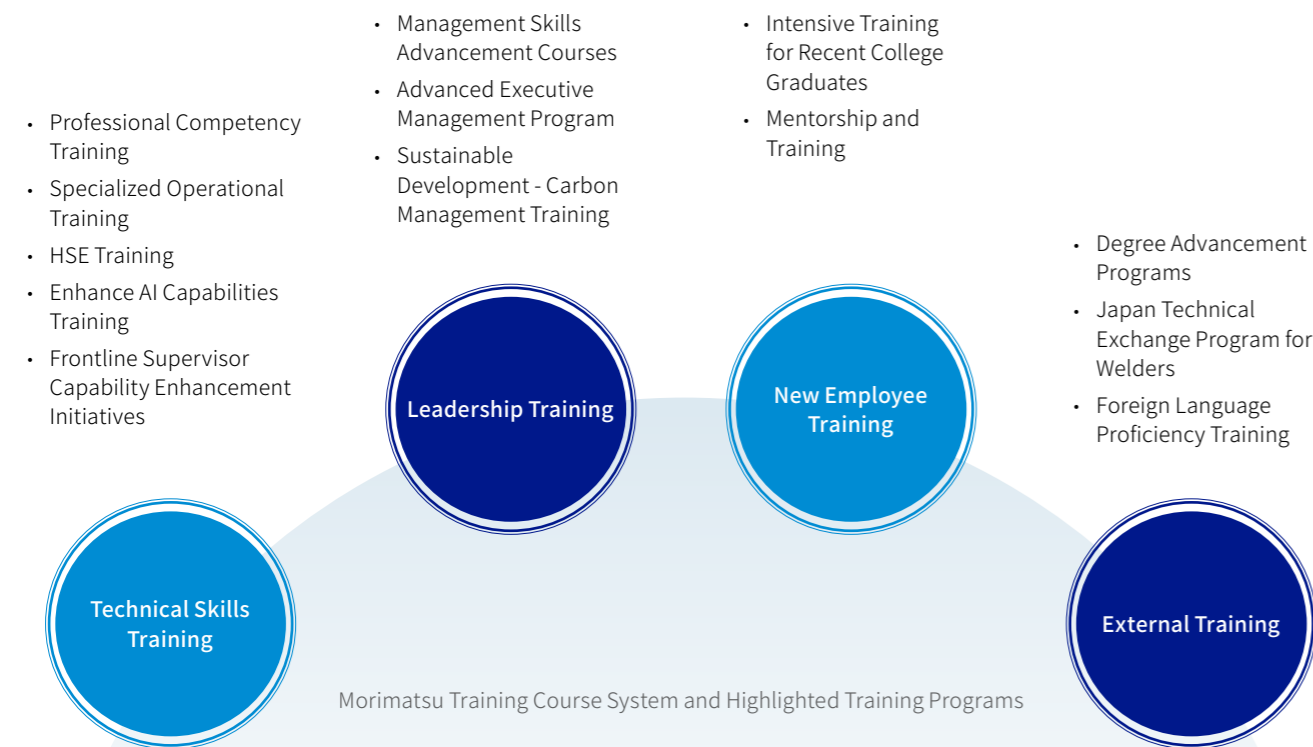 • Professional Competency
Training
• Specialized Operational
Training
• HSE Training
• Enhance AI Capabilities
Training
• Frontline Supervisor
Capability Enhancement
Initiatives
Technical Skills
Training
• Management Skills
Advancement Courses
• Advanced Executive
Management Program
• Sustainable
Development - Carbon
Management Training
Leadership Training
• Intensive Training
for Recent College
Graduates
• Mentorship and
Training
New Employee
Training
• Degree Advancement
Programs
• Japan Technical
Exchange Program for
Welders
• Foreign Language
Proficiency Training
External Training
Morimatsu Training Course System and Highlighted Training Programs